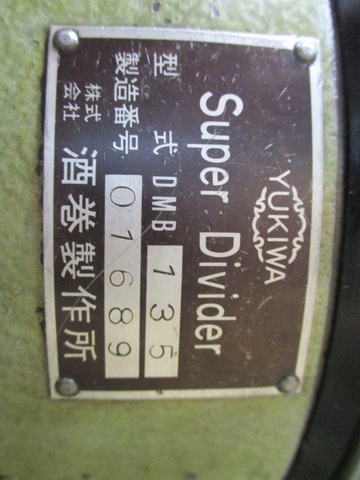 YUKIWA
Super Divider
型式 DMB 135
製造番号 01689
株式会社 酒巻製作所